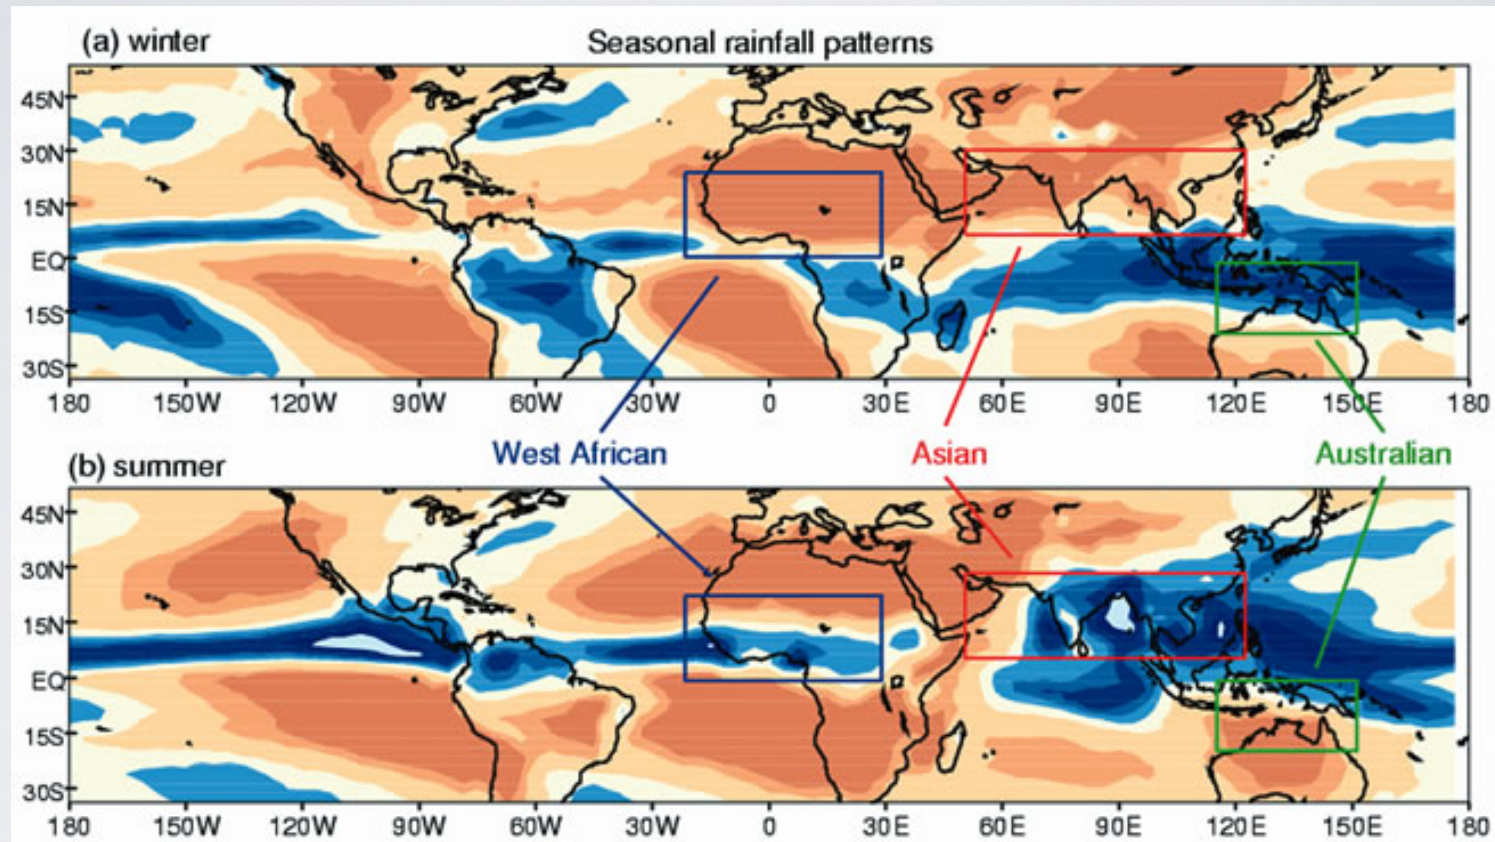 (a) winter
Seasonal rainfall patterns
45N
30N
15N
EQ
15S
30S
180 150W 120W 90W 60W 30W 0 30E 60E 90E 120E 150E 180
West African
Asian
Australian
(b) summer
45N
30N
15N
EQ
15S
30S
180 150W 120W 90W 60W 30W 0 30E 60E 90E 120E 150E 180